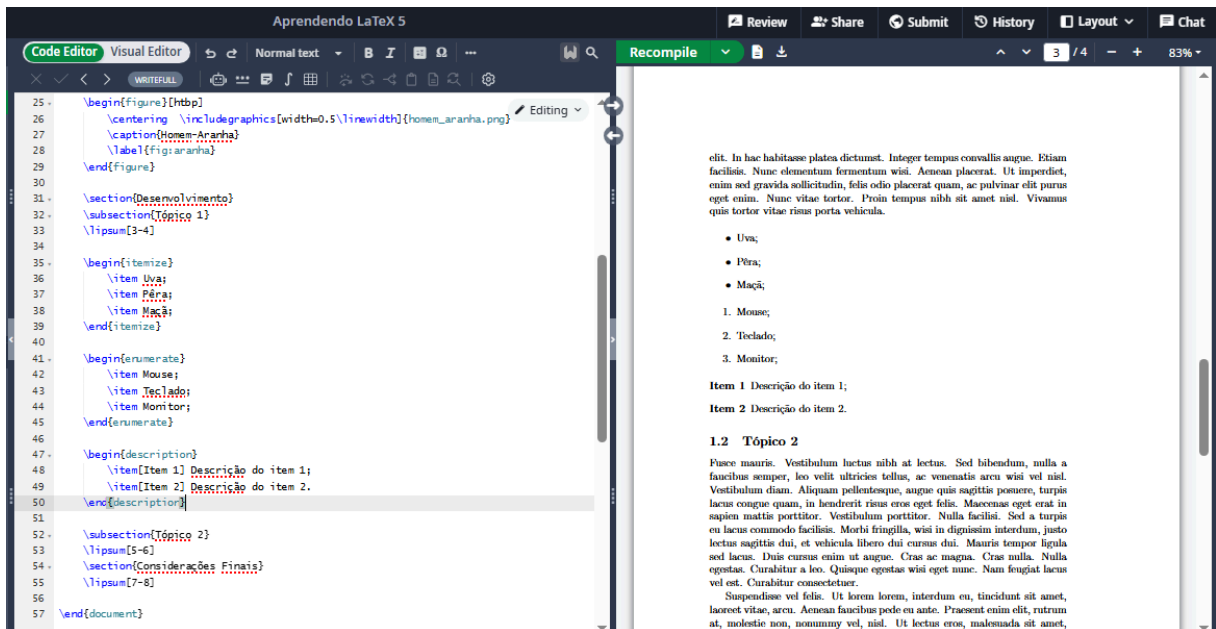 Aprendendo LaTeX 5
Review
Share
Submit
History
Layout
Chat
Code Editor
Visual Editor
Normal text
B I
Ω
Recompile
3 / 4
− +
83%
WRITEFULL
Editing
25 \begin{figure}[htbp]
26 \centering \includegraphics[width=0.5\linewidth]{homem_aranha.png}
27 \caption{Homem-Aranha}
28 \label{fig:aranha}
29 \end{figure}
30
31 \section{Desenvolvimento}
32 \subsection{Tópico 1}
33 \lipsum[3-4]
34
35 \begin{itemize}
36 \item Uva;
37 \item Pêra;
38 \item Maçã;
39 \end{itemize}
40
41 \begin{enumerate}
42 \item Mouse;
43 \item Teclado;
44 \item Monitor;
45 \end{enumerate}
46
47 \begin{description}
48 \item[Item 1] Descrição do item 1;
49 \item[Item 2] Descrição do item 2.
50 \end{description}
51
52 \subsection{Tópico 2}
53 \lipsum[5-6]
54 \section{Considerações Finais}
55 \lipsum[7-8]
56
57 \end{document}
elit. In hac habitasse platea dictumst. Integer tempus convallis augue. Etiam
facilisis. Nunc elementum fermentum wisi. Aenean placerat. Ut imperdiet,
enim sed gravida sollicitudin, felis odio placerat quam, ac pulvinar elit purus
eget enim. Nunc vitae tortor. Proin tempus nibh sit amet nisl. Vivamus
quis tortor vitae risus porta vehicula.
• Uva;
• Pêra;
• Maçã;
1. Mouse;
2. Teclado;
3. Monitor;
Item 1 Descrição do item 1;
Item 2 Descrição do item 2.
1.2 Tópico 2
Fusce mauris. Vestibulum luctus nibh at lectus. Sed bibendum, nulla a
faucibus semper, leo velit ultricies tellus, ac venenatis arcu wisi vel nisl.
Vestibulum diam. Aliquam pellentesque, augue quis sagittis posuere, turpis
lacus congue quam, in hendrerit risus eros eget felis. Maecenas eget erat in
sapien mattis porttitor. Vestibulum porttitor. Nulla facilisi. Sed a turpis
eu lacus commodo facilisis. Morbi fringilla, wisi in dignissim interdum, justo
lectus sagittis dui, et vehicula libero dui cursus dui. Mauris tempor ligula
sed lacus. Duis cursus enim ut augue. Cras ac magna. Cras nulla. Nulla
egestas. Curabitur a leo. Quisque egestas wisi eget nunc. Nam feugiat lacus
vel est. Curabitur consectetuer.
Suspendisse vel felis. Ut lorem lorem, interdum eu, tincidunt sit amet,
laoreet vitae, arcu. Aenean faucibus pede eu ante. Praesent enim elit, rutrum
at, molestie non, nonummy vel, nisl. Ut lectus eros, malesuada sit amet,